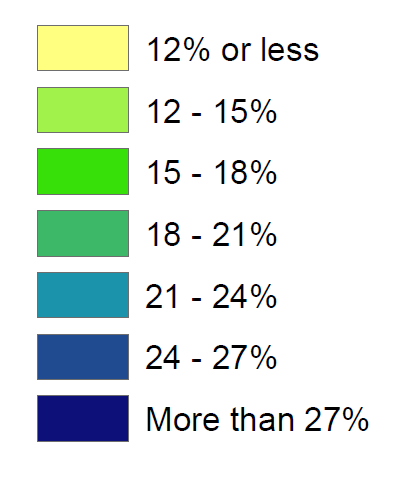 12% or less
12 - 15%
15 - 18%
18 - 21%
21 - 24%
24 - 27%
More than 27%